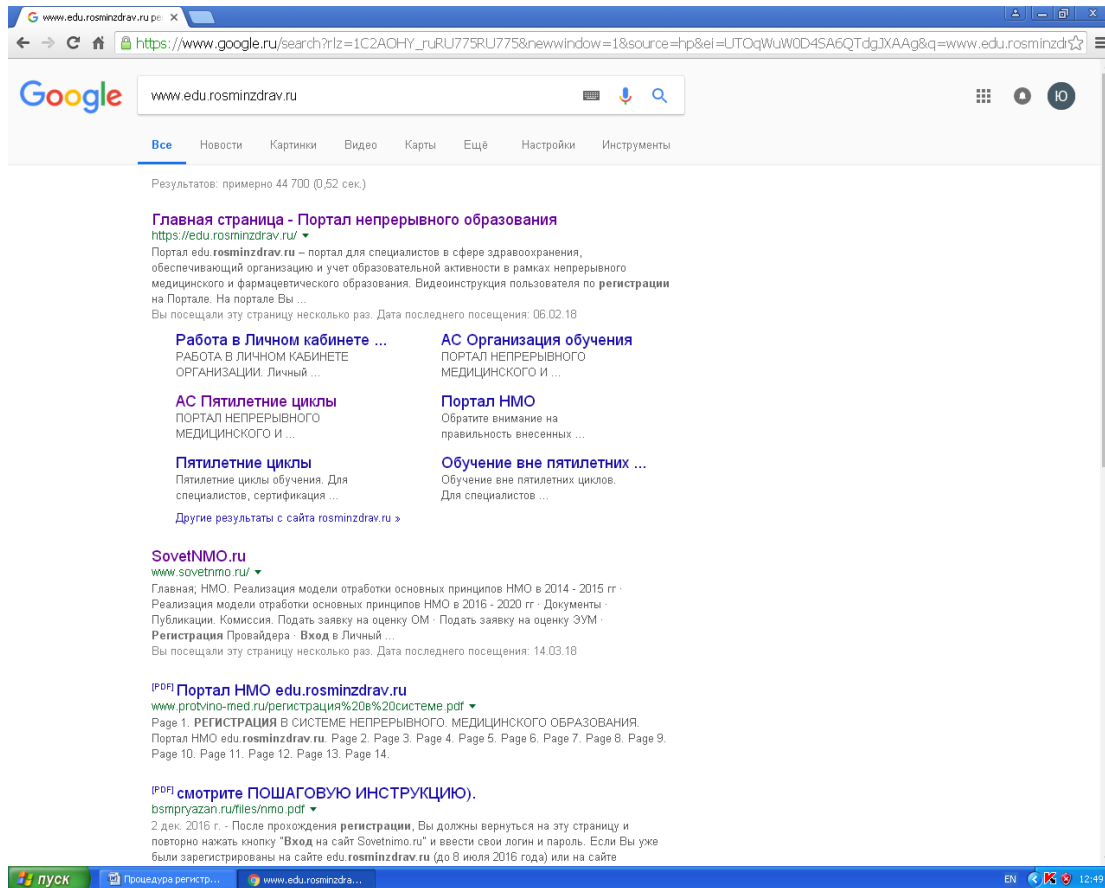 www.edu.rosminzdrav.ru ре
https://www.google.ru/search?rlz=1C2AOHY_ruRU775RU775&newwindow=1&source=hp&ei=UTOqWuW0D4SA6QTdgJXAAg&q=www.edu.rosminzdr
Google
www.edu.rosminzdrav.ru
Ю
Все Новости Картинки Видео Карты Ещё Настройки Инструменты
Результатов: примерно 44 700 (0,52 сек.)
Главная страница - Портал непрерывного образования
https://edu.rosminzdrav.ru/
Портал edu.rosminzdrav.ru – портал для специалистов в сфере здравоохранения,
обеспечивающий организацию и учет образовательной активности в рамках непрерывного
медицинского и фармацевтического образования. Видеоинструкция пользователя по регистрации
на Портале. На портале Вы ...
Вы посещали эту страницу несколько раз. Дата последнего посещения: 06.02.18
Работа в Личном кабинете ...
РАБОТА В ЛИЧНОМ КАБИНЕТЕ
ОРГАНИЗАЦИИ. Личный ...
АС Организация обучения
ПОРТАЛ НЕПРЕРЫВНОГО
МЕДИЦИНСКОГО И ...
АС Пятилетние циклы
ПОРТАЛ НЕПРЕРЫВНОГО
МЕДИЦИНСКОГО И ...
Портал НМО
Обратите внимание на
правильность внесенных ...
Пятилетние циклы
Пятилетние циклы обучения. Для
специалистов, сертификация ...
Обучение вне пятилетних ...
Обучение вне пятилетних циклов.
Для специалистов ...
Другие результаты с сайта rosminzdrav.ru »
SovetNMO.ru
www.sovetnmo.ru/
Главная; НМО. Реализация модели отработки основных принципов НМО в 2014 - 2015 гг ·
Реализация модели отработки основных принципов НМО в 2016 - 2020 гг · Документы ·
Публикации. Комиссия. Подать заявку на оценку ОМ · Подать заявку на оценку ЭУМ ·
Регистрация Провайдера · Вход в Личный ...
Вы посещали эту страницу несколько раз. Дата последнего посещения: 14.03.18
[PDF] Портал НМО edu.rosminzdrav.ru
www.protvino-med.ru/регистрация%20в%20системе.pdf
Page 1. РЕГИСТРАЦИЯ В СИСТЕМЕ НЕПРЕРЫВНОГО. МЕДИЦИНСКОГО ОБРАЗОВАНИЯ.
Портал НМО edu.rosminzdrav.ru. Page 2. Page 3. Page 4. Page 5. Page 6. Page 7. Page 8. Page 9.
Page 10. Page 11. Page 12. Page 13. Page 14.
[PDF] смотрите ПОШАГОВУЮ ИНСТРУКЦИЮ).
bsmpryazan.ru/files/nmo.pdf
2 дек. 2016 г. - После прохождения регистрации, Вы должны вернуться на эту страницу и
повторно нажать кнопку "Вход на сайт Sovetnimo.ru" и ввести свои логин и пароль. Если Вы уже
были зарегистрированы на сайте edu.rosminzdrav.ru (до 8 июля 2016 года) или на сайте
пуск Процедура регистр... www.edu.rosminzdra... EN 12:49